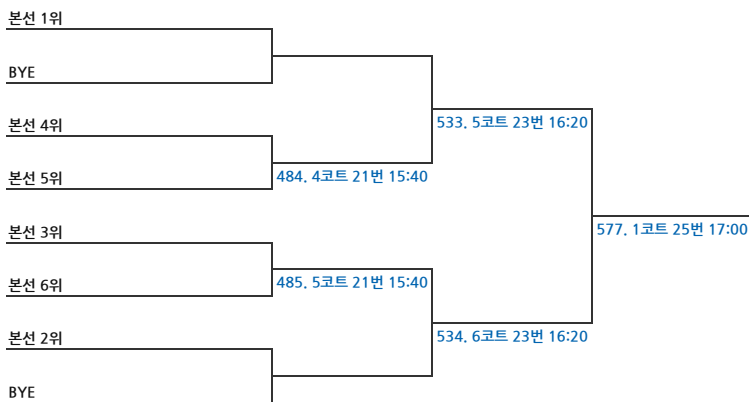 본선 1위
BYE
533. 5코트 23번 16:20
본선 4위
484. 4코트 21번 15:40
본선 5위
577. 1코트 25번 17:00
본선 3위
485. 5코트 21번 15:40
본선 6위
534. 6코트 23번 16:20
본선 2위
BYE